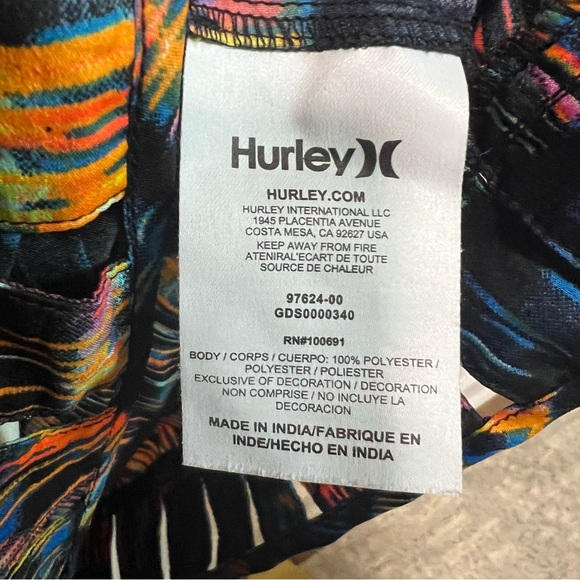 Hurley
HURLEY.COM
HURLEY INTERNATIONAL LLC
1945 PLACENTIA AVENUE
COSTA MESA, CA 92627 USA
KEEP AWAY FROM FIRE
ATENIRAL'ECART DE TOUTE
SOURCE DE CHALEUR
97624-00
GDS0000340
RN#100691
BODY / CORPS / CUERPO: 100% POLYESTER /
POLYESTER / POLIESTER
EXCLUSIVE OF DECORATION / DECORATION
NON COMPRISE / NO INCLUYE LA
DECORACION
MADE IN INDIA/FABRIQUE EN
INDE/HECHO EN INDIA